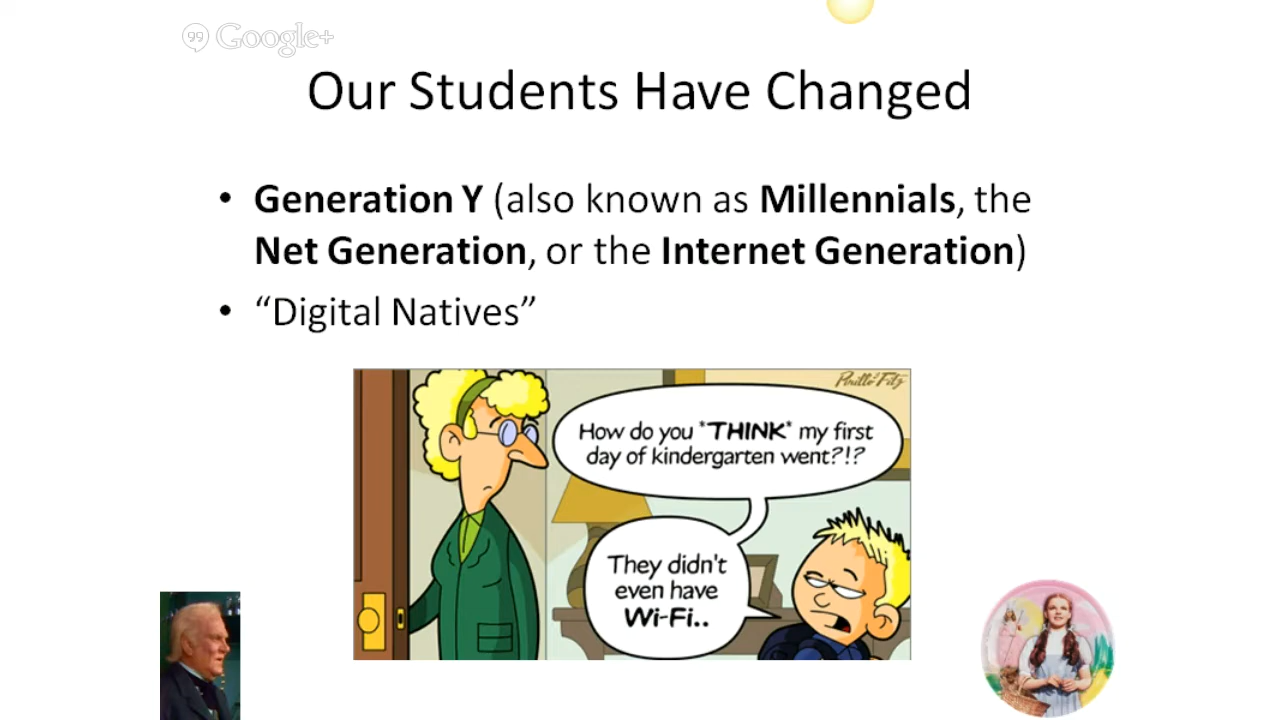 Google+
Our Students Have Changed
• Generation Y (also known as Millennials, the
Net Generation, or the Internet Generation)
• “Digital Natives”
How do you *THINK* my first
day of kindergarten went?!?
They didn't
even have
Wi-Fi..